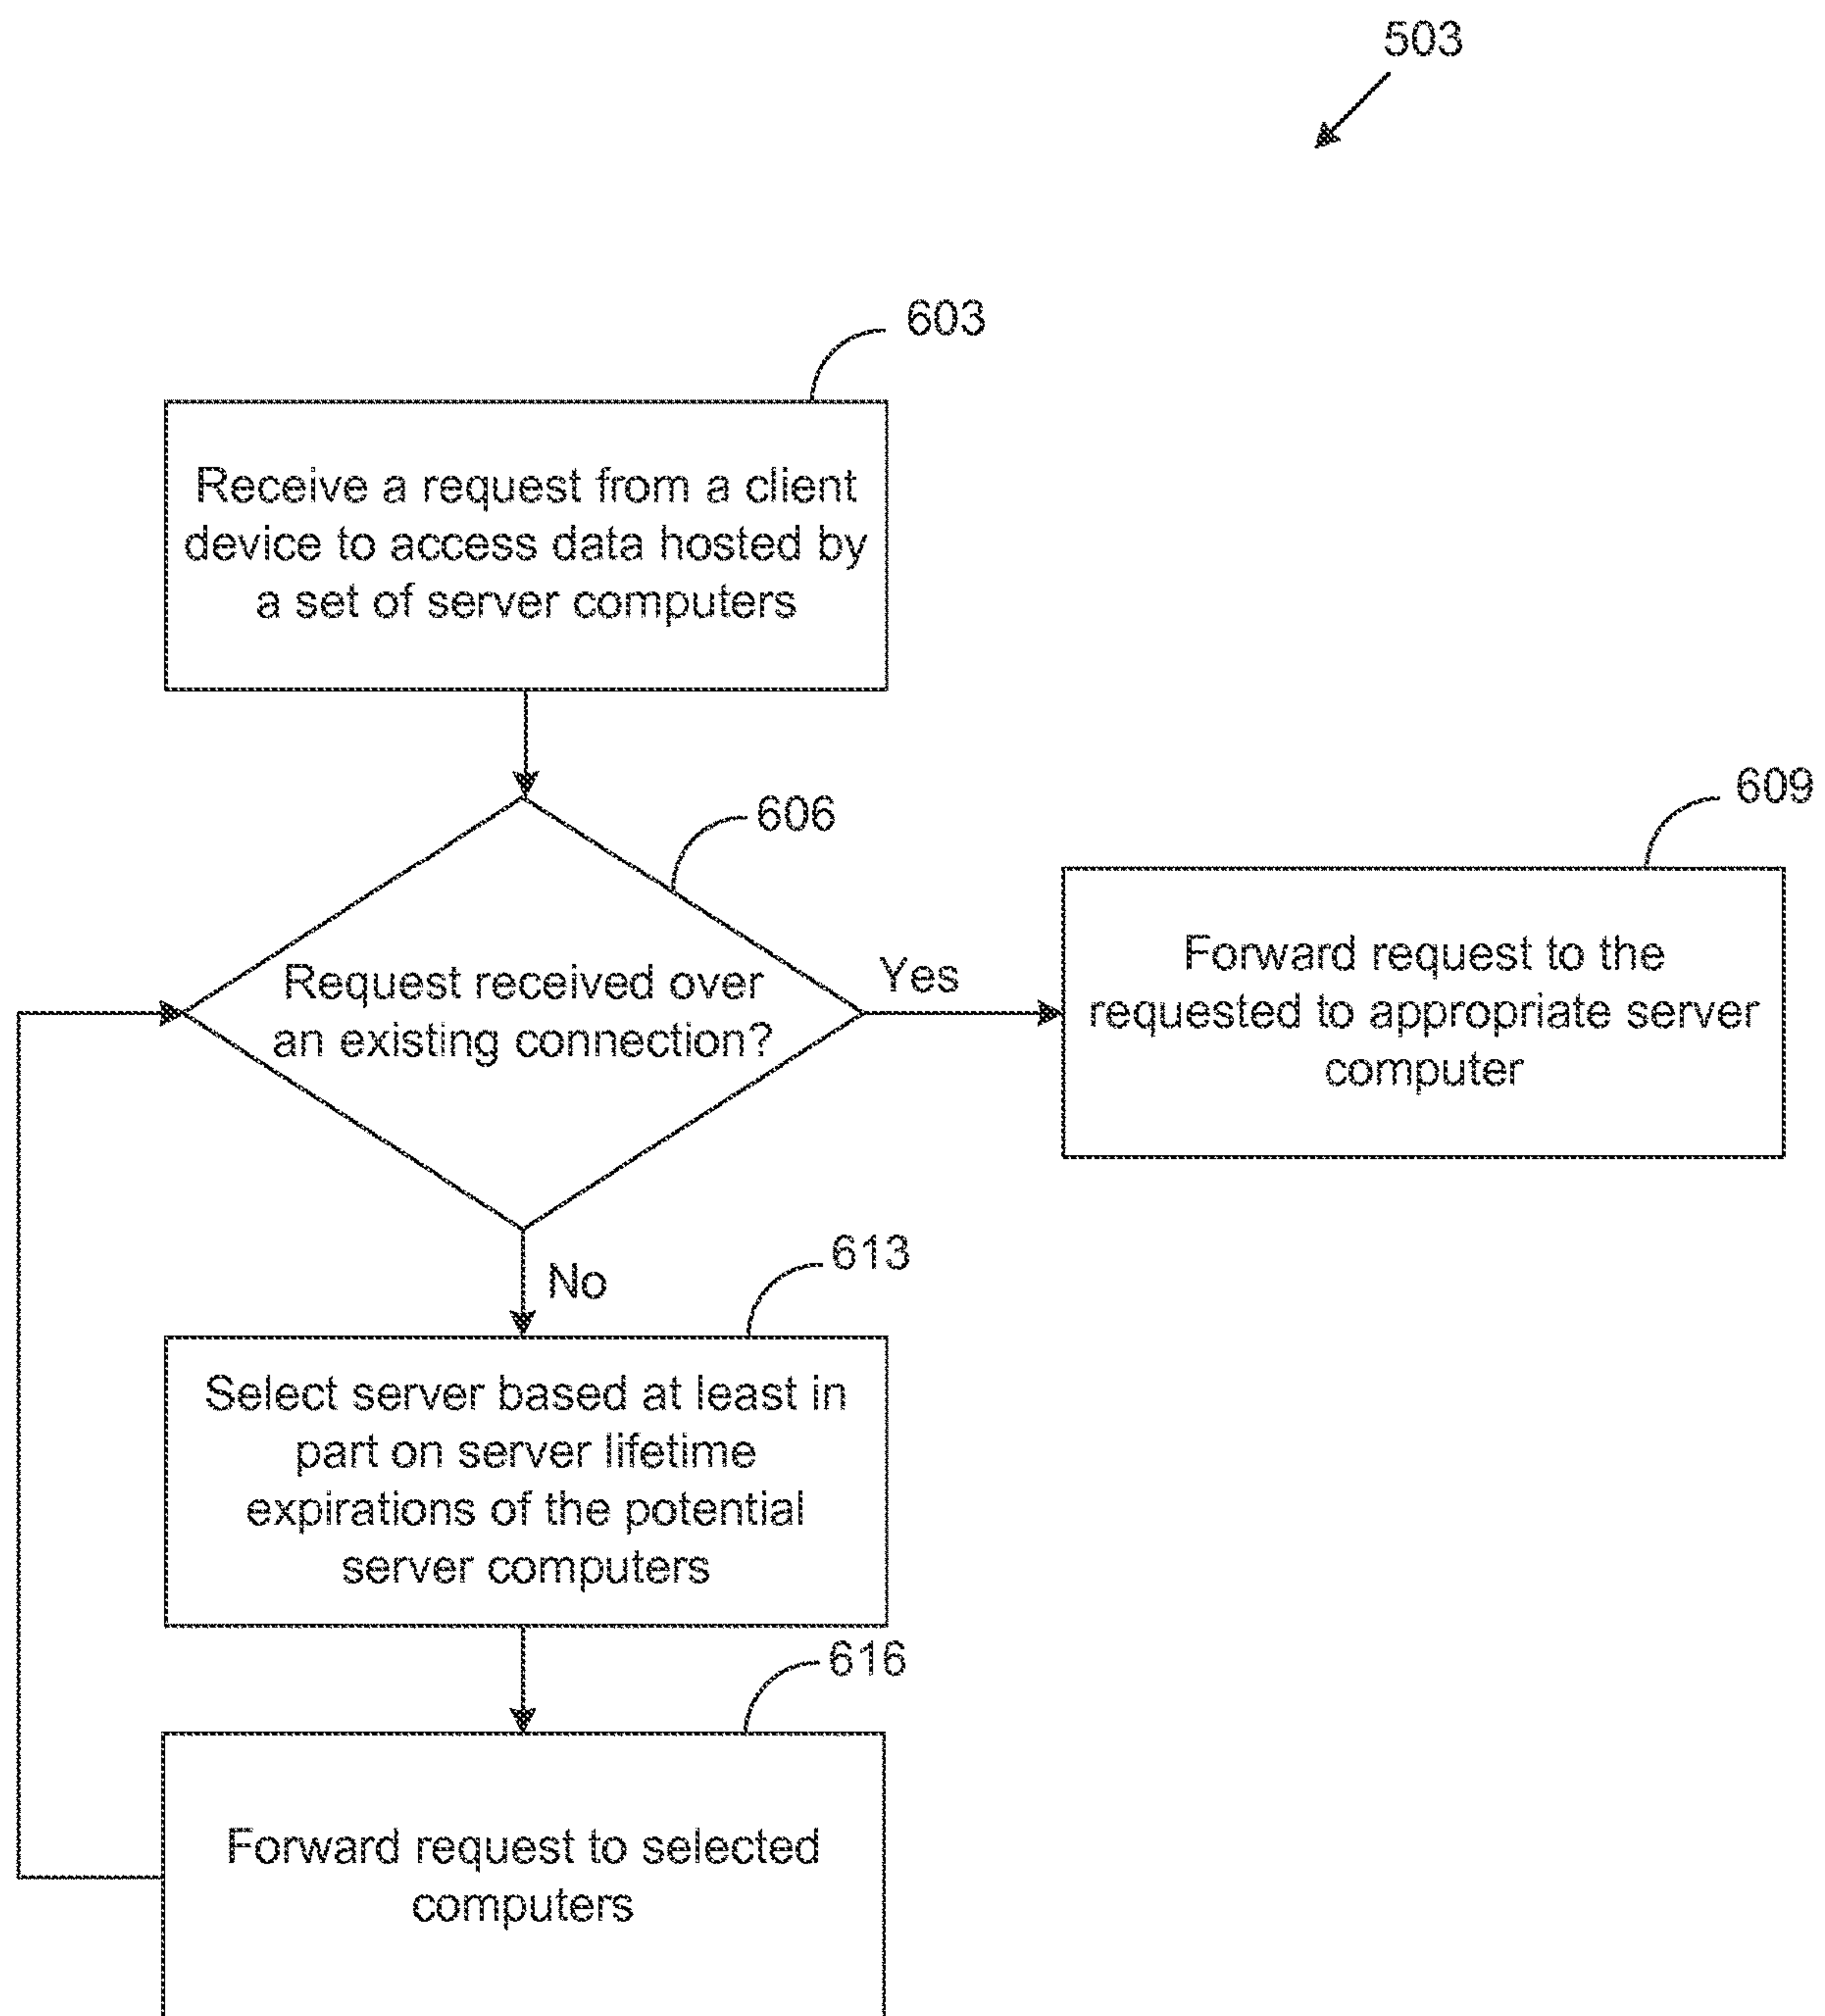 503
603
Receive a request from a client
device to access data hosted by
a set of server computers
606
609
Request received over
an existing connection?
Yes
Forward request to the
requested to appropriate server
computer
613
No
Select server based at least in
part on server lifetime
expirations of the potential
server computers
616
Forward request to selected
computers